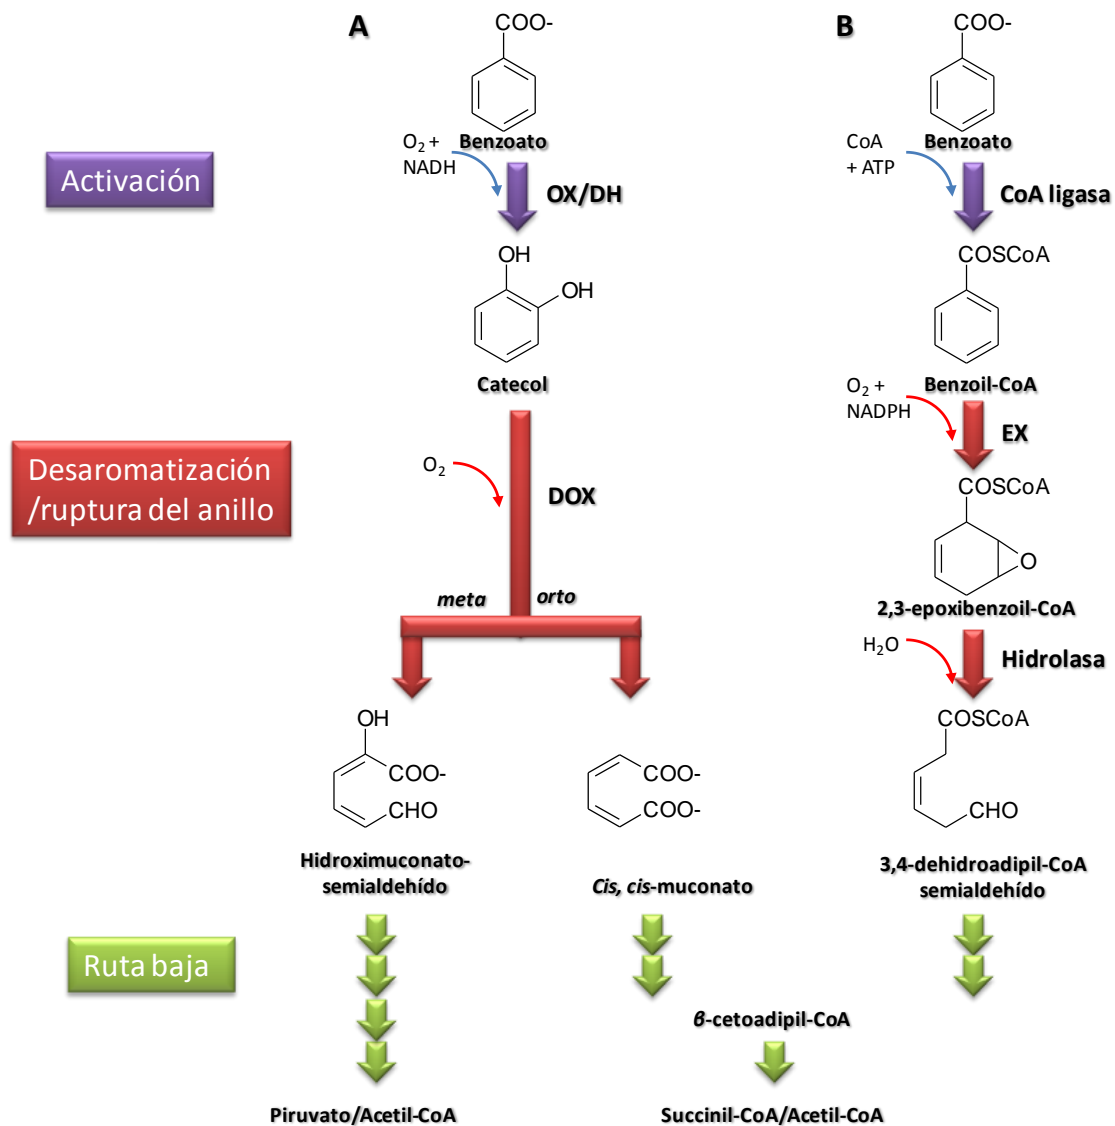 A
COO-
Benzoato
O₂ +
NADH
OX/DH
B
COO-
Benzoato
CoA
+ ATP
CoA ligasa
Activación
OH
OH
Catecol
COSCoA
Benzoil-CoA
O₂ +
NADPH
EX
Desaromatización
/ruptura del anillo
O₂
DOX
meta
orto
COSCoA
O
2,3-epoxibenzoil-CoA
H₂O
Hidrolasa
OH
COO-
CHO
Hidroximuconato-
semialdehído
COO-
COO-
Cis, cis-muconato
COSCoA
CHO
3,4-dehidroadipil-CoA
semialdehído
Ruta baja
β-cetoadipil-CoA
Piruvato/Acetil-CoA
Succinil-CoA/Acetil-CoA